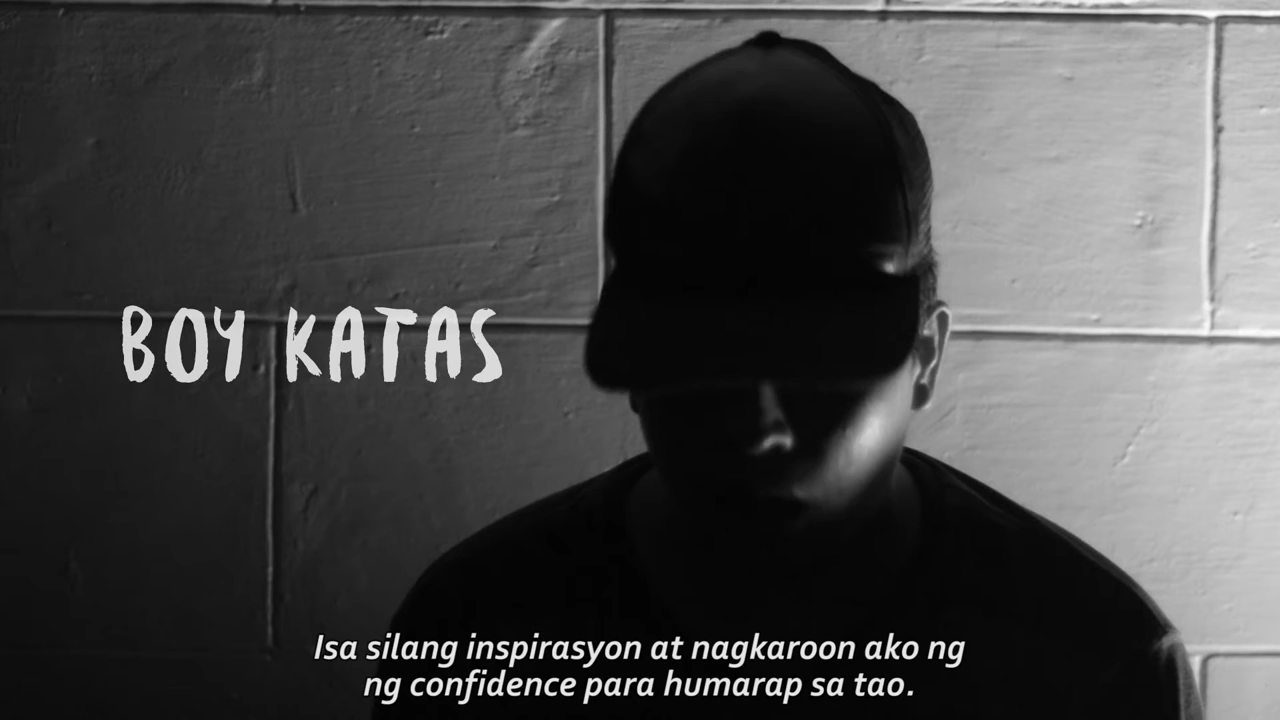 BOY KATAS
Isa silang inspirasyon at nagkaroon ako ng
ng confidence para humarap sa tao.